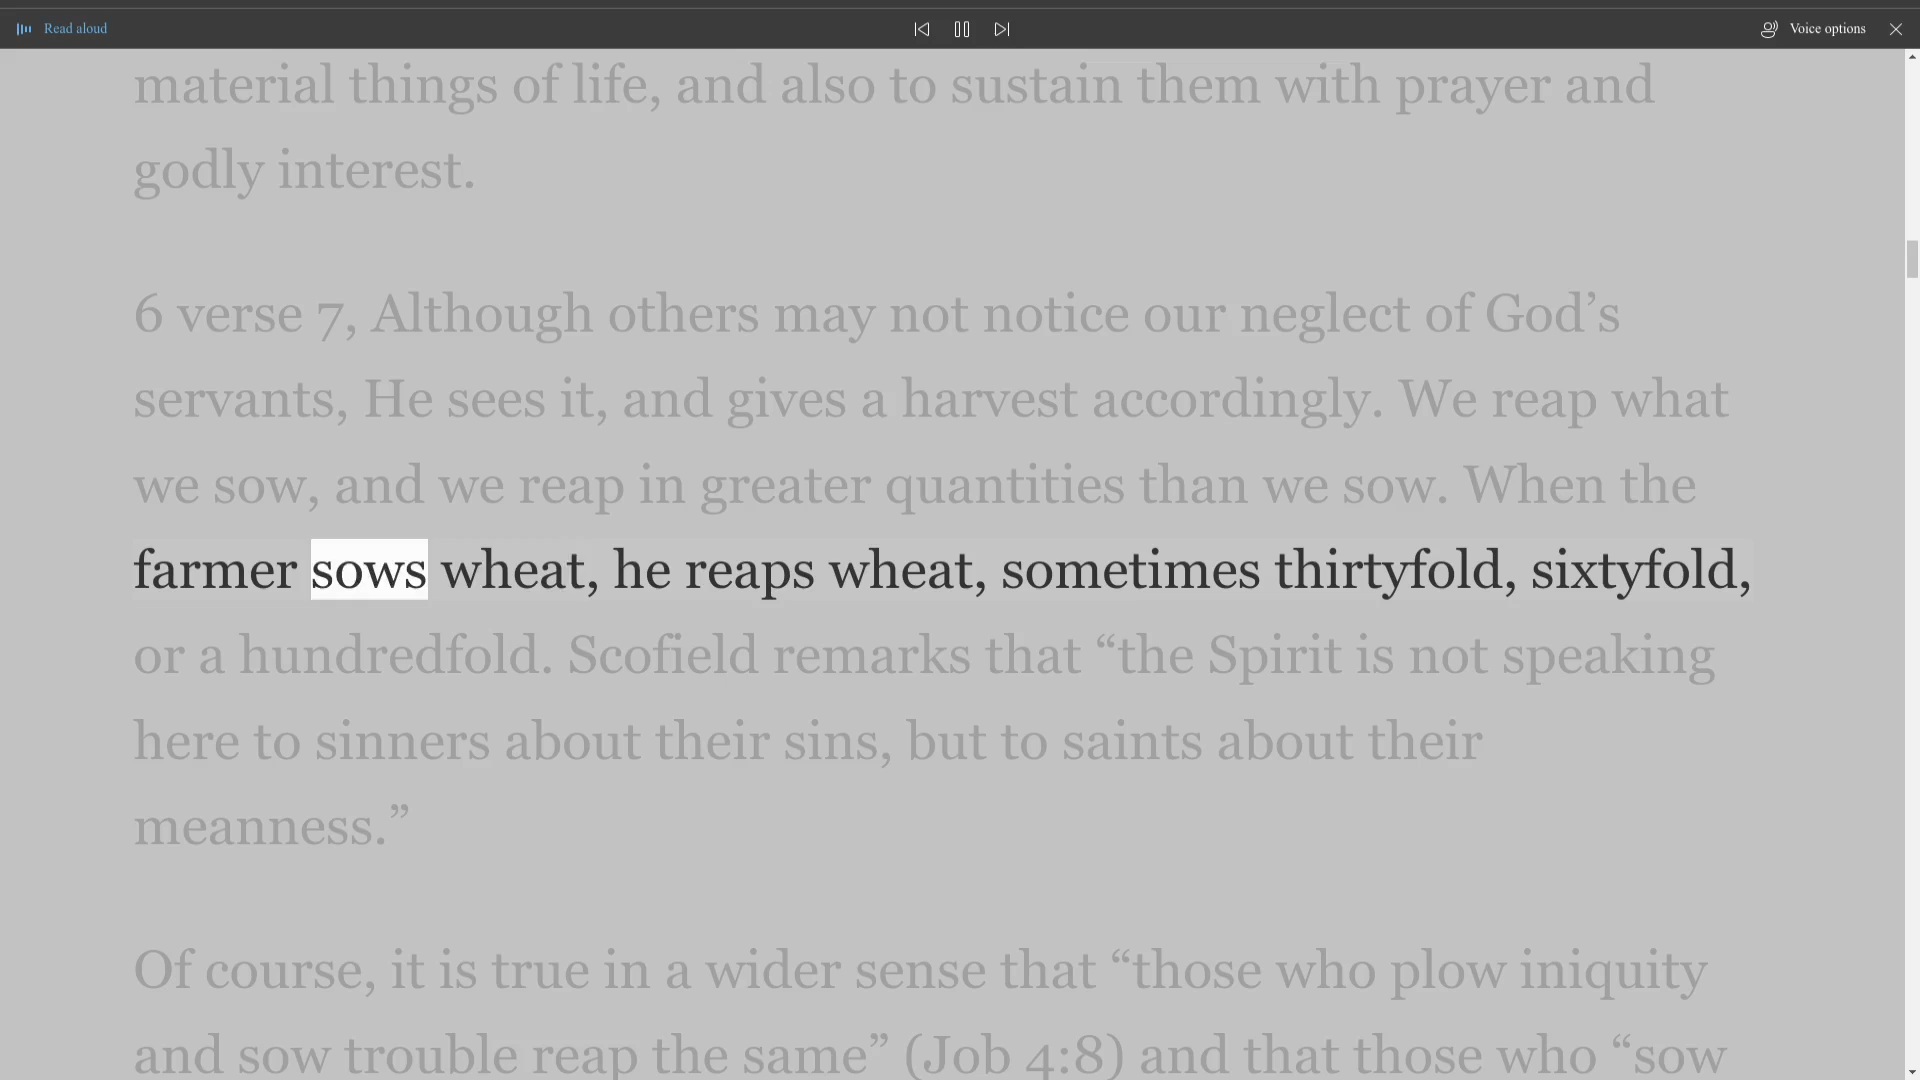 Read aloud
Voice options
material things of life, and also to sustain them with prayer and
godly interest.
6 verse 7, Although others may not notice our neglect of God’s
servants, He sees it, and gives a harvest accordingly. We reap what
we sow, and we reap in greater quantities than we sow. When the
farmer sows wheat, he reaps wheat, sometimes thirtyfold, sixtyfold,
or a hundredfold. Scofield remarks that “the Spirit is not speaking
here to sinners about their sins, but to saints about their
meanness.”
Of course, it is true in a wider sense that “those who plow iniquity
and sow trouble reap the same” (Job 4:8) and that those who “sow